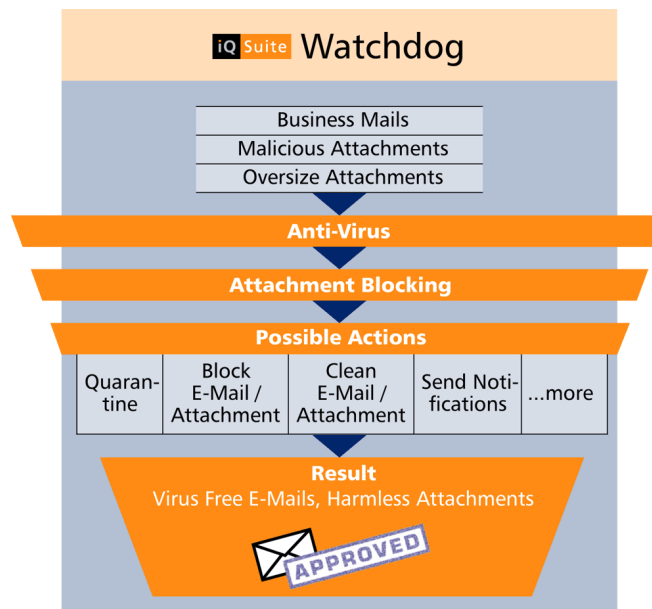 iQ Suite Watchdog
Business Mails
Malicious Attachments
Oversize Attachments
Anti-Virus
Attachment Blocking
Possible Actions
Quaran-
tine
Block
E-Mail /
Attachment
Clean
E-Mail /
Attachment
Send Noti-
fications
...more
Result
Virus Free E-Mails, Harmless Attachments
APPROVED